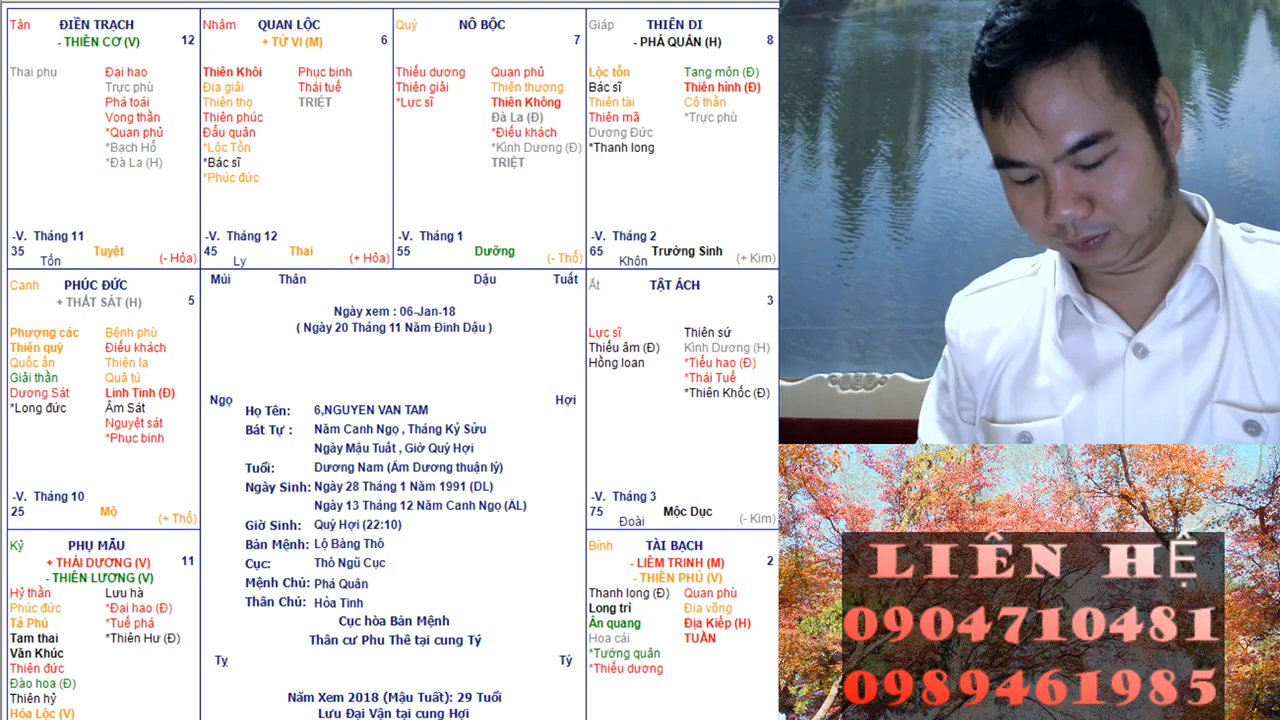 Tân ĐIỀN TRẠCH
- THIÊN CƠ (V) 12
Thai phụ Đại hao
Trực phù
Phá toái
Vong thần
*Quan phủ
*Bạch Hổ
*Đà La (H)
-V. Tháng 11
35 Tuyệt (- Hỏa)
Tốn
Nhâm QUAN LỘC
+ TỬ VI (M) 6
Thiên Khôi Phục binh
Địa giải Thái tuế
Thiên thọ TRIỆT
Thiên phúc
Đẩu quân
*Lộc Tồn
*Bác sĩ
*Phúc đức
-V. Tháng 12
45 Thai (+ Hỏa)
Ly
Quý NÔ BỘC
7
Thiếu dương Quan phủ
Thiên giải Thiên thương
*Lực sĩ Thiên Không
Đà La (Đ)
*Điếu khách
*Kình Dương (Đ)
TRIỆT
-V. Tháng 1
55 Dưỡng (- Thổ)
Giáp THIÊN DI
- PHÁ QUÂN (H) 8
Lộc tồn Tang môn (Đ)
Bác sĩ Thiên hình (Đ)
Thiên tài Cô thần
Thiên mã *Trực phù
Dương Đức
*Thanh long
-V. Tháng 2
65 Trường Sinh (+ Kim)
Khôn
Canh PHÚC ĐỨC
+ THẤT SÁT (H) 5
Phượng các Bệnh phù
Thiên quý Điếu khách
Quốc ấn Thiên la
Giải thần Quả tú
Dương Sát Linh Tinh (Đ)
*Long đức Âm Sát
Nguyệt sát
*Phục binh
-V. Tháng 10
25 Mộ (+ Thổ)
Mùi Thân Dậu Tuất
Ngày xem : 06-Jan-18
( Ngày 20 Tháng 11 Năm Đinh Dậu )
Ngọ Hợi
Họ Tên: 6,NGUYEN VAN TAM
Bát Tự : Năm Canh Ngọ , Tháng Kỷ Sửu
Ngày Mậu Tuất , Giờ Quý Hợi
Tuổi: Dương Nam (Âm Dương thuận lý)
Ngày Sinh: Ngày 28 Tháng 1 Năm 1991 (DL)
Ngày 13 Tháng 12 Năm Canh Ngọ (ÂL)
Giờ Sinh: Quý Hợi (22:10)
Bản Mệnh: Lộ Bàng Thổ
Cục: Thổ Ngũ Cục
Mệnh Chủ: Phá Quân
Thân Chủ: Hỏa Tinh
Cục hòa Bản Mệnh
Thân cư Phu Thê tại cung Tý
Tỵ Tý
Năm Xem 2018 (Mậu Tuất): 29 Tuổi
Lưu Đại Vận tại cung Hợi
Ất TẬT ÁCH
3
Lực sĩ Thiên sứ
Thiếu âm (Đ) Kình Dương (H)
Hồng loan *Tiểu hao (Đ)
*Thái Tuế
*Thiên Khốc (Đ)
-V. Tháng 3
75 Mộc Dục (- Kim)
Đoài
Kỷ PHỤ MẪU
+ THÁI DƯƠNG (V) 11
- THIÊN LƯƠNG (V)
Hỷ thần Lưu hà
Phúc đức *Đại hao (Đ)
Tả Phù *Tuế phá
Tam thai *Thiên Hư (Đ)
Văn Khúc
Thiên đức
Đào hoa (Đ)
Thiên hỷ
Hóa Lộc (V)
Bính TÀI BẠCH
- LIÊM TRINH (M) 2
- THIÊN PHỦ (V)
Thanh long (Đ) Quan phù
Long trì Địa võng
Ân quang Địa Kiếp (H)
Hoa cái TUẦN
*Tướng quân
*Thiếu dương
LIÊN HỆ
0904710481
0989461985